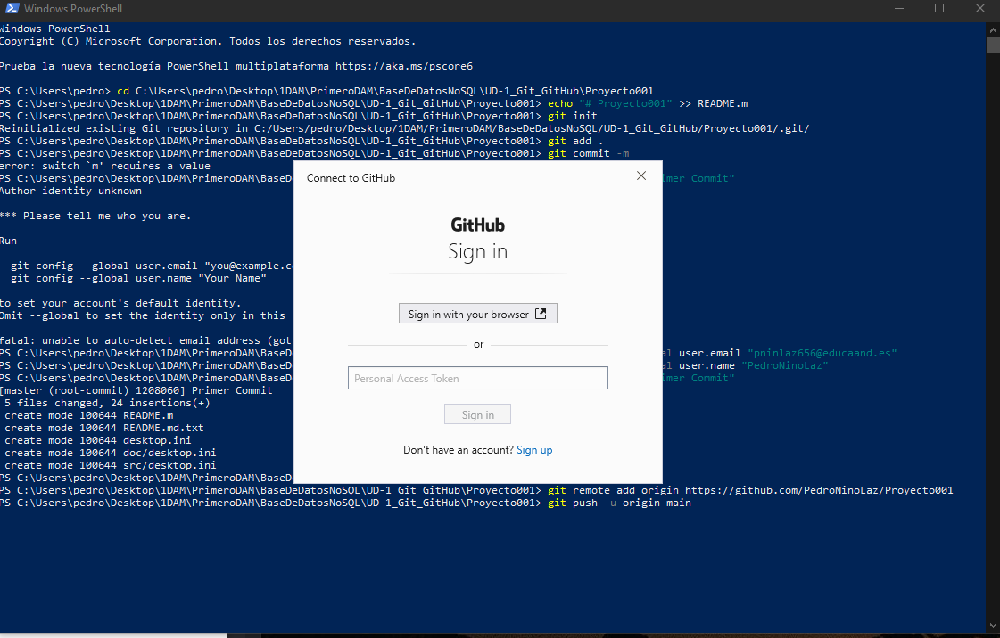 Windows PowerShell
Windows PowerShell
Copyright (C) Microsoft Corporation. Todos los derechos reservados.
Prueba la nueva tecnología PowerShell multiplataforma https://aka.ms/pscore6
PS C:\Users\pedro> cd C:\Users\pedro\Desktop\1DAM\PrimeroDAM\BaseDeDatosNoSQL\UD-1_Git_GitHub\Proyecto001
PS C:\Users\pedro\Desktop\1DAM\PrimeroDAM\BaseDeDatosNoSQL\UD-1_Git_GitHub\Proyecto001> echo "# Proyecto001" >> README.m
PS C:\Users\pedro\Desktop\1DAM\PrimeroDAM\BaseDeDatosNoSQL\UD-1_Git_GitHub\Proyecto001> git init
Reinitialized existing Git repository in C:/Users/pedro/Desktop/1DAM/PrimeroDAM/BaseDeDatosNoSQL/UD-1_Git_GitHub/Proyecto001/.git/
PS C:\Users\pedro\Desktop\1DAM\PrimeroDAM\BaseDeDatosNoSQL\UD-1_Git_GitHub\Proyecto001> git add .
PS C:\Users\pedro\Desktop\1DAM\PrimeroDAM\BaseDeDatosNoSQL\UD-1_Git_GitHub\Proyecto001> git commit -m
error: switch `m' requires a value
PS C:\Users\pedro\Desktop\1DAM\PrimeroDAM\BaseDe imer Commit"
Author identity unknown
*** Please tell me who you are.
Run
git config --global user.email "you@example.co
git config --global user.name "Your Name"
to set your account's default identity.
Omit --global to set the identity only in this
fatal: unable to auto-detect email address (got
PS C:\Users\pedro\Desktop\1DAM\PrimeroDAM\BaseDe al user.email "pninlaz656@educaand.es"
PS C:\Users\pedro\Desktop\1DAM\PrimeroDAM\BaseDe al user.name "PedroNinoLaz"
PS C:\Users\pedro\Desktop\1DAM\PrimeroDAM\BaseDe imer Commit"
[master (root-commit) 1208060] Primer Commit
5 files changed, 24 insertions(+)
create mode 100644 README.m
create mode 100644 README.md.txt
create mode 100644 desktop.ini
create mode 100644 doc/desktop.ini
create mode 100644 src/desktop.ini
PS C:\Users\pedro\Desktop\1DAM\PrimeroDAM\BaseDe
PS C:\Users\pedro\Desktop\1DAM\PrimeroDAM\BaseDeDatosNoSQL\UD-1_Git_GitHub\Proyecto001> git remote add origin https://github.com/PedroNinoLaz/Proyecto001
PS C:\Users\pedro\Desktop\1DAM\PrimeroDAM\BaseDeDatosNoSQL\UD-1_Git_GitHub\Proyecto001> git push -u origin main
Connect to GitHub
GitHub
Sign in
Sign in with your browser
or
Personal Access Token
Sign in
Don't have an account? Sign up